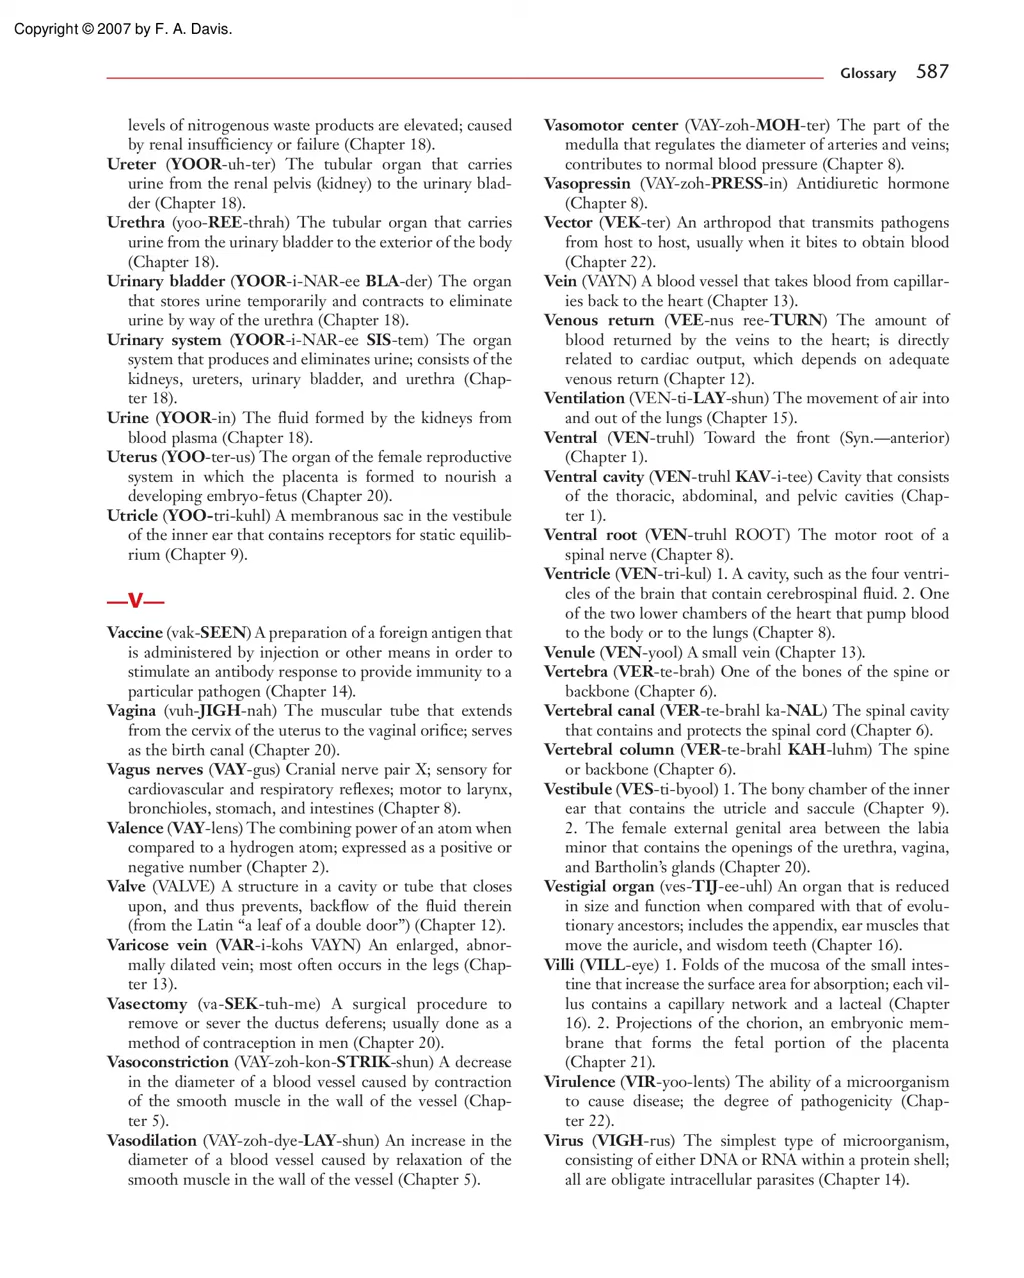 Copyright © 2007 by F. A. Davis.
Glossary 587
levels of nitrogenous waste products are elevated; caused
by renal insufficiency or failure (Chapter 18).
Ureter (YOOR-uh-ter) The tubular organ that carries
urine from the renal pelvis (kidney) to the urinary blad-
der (Chapter 18).
Urethra (yoo-REE-thrah) The tubular organ that carries
urine from the urinary bladder to the exterior of the body
(Chapter 18).
Urinary bladder (YOOR-i-NAR-ee BLA-der) The organ
that stores urine temporarily and contracts to eliminate
urine by way of the urethra (Chapter 18).
Urinary system (YOOR-i-NAR-ee SIS-tem) The organ
system that produces and eliminates urine; consists of the
kidneys, ureters, urinary bladder, and urethra (Chap-
ter 18).
Urine (YOOR-in) The fluid formed by the kidneys from
blood plasma (Chapter 18).
Uterus (YOO-ter-us) The organ of the female reproductive
system in which the placenta is formed to nourish a
developing embryo-fetus (Chapter 20).
Utricle (YOO-tri-kuhl) A membranous sac in the vestibule
of the inner ear that contains receptors for static equilib-
rium (Chapter 9).
—V—
Vaccine (vak-SEEN) A preparation of a foreign antigen that
is administered by injection or other means in order to
stimulate an antibody response to provide immunity to a
particular pathogen (Chapter 14).
Vagina (vuh-JIGH-nah) The muscular tube that extends
from the cervix of the uterus to the vaginal orifice; serves
as the birth canal (Chapter 20).
Vagus nerves (VAY-gus) Cranial nerve pair X; sensory for
cardiovascular and respiratory reflexes; motor to larynx,
bronchioles, stomach, and intestines (Chapter 8).
Valence (VAY-lens) The combining power of an atom when
compared to a hydrogen atom; expressed as a positive or
negative number (Chapter 2).
Valve (VALVE) A structure in a cavity or tube that closes
upon, and thus prevents, backflow of the fluid therein
(from the Latin “a leaf of a double door”) (Chapter 12).
Varicose vein (VAR-i-kohs VAYN) An enlarged, abnor-
mally dilated vein; most often occurs in the legs (Chap-
ter 13).
Vasectomy (va-SEK-tuh-me) A surgical procedure to
remove or sever the ductus deferens; usually done as a
method of contraception in men (Chapter 20).
Vasoconstriction (VAY-zoh-kon-STRIK-shun) A decrease
in the diameter of a blood vessel caused by contraction
of the smooth muscle in the wall of the vessel (Chap-
ter 5).
Vasodilation (VAY-zoh-dye-LAY-shun) An increase in the
diameter of a blood vessel caused by relaxation of the
smooth muscle in the wall of the vessel (Chapter 5).
Vasomotor center (VAY-zoh-MOH-ter) The part of the
medulla that regulates the diameter of arteries and veins;
contributes to normal blood pressure (Chapter 8).
Vasopressin (VAY-zoh-PRESS-in) Antidiuretic hormone
(Chapter 8).
Vector (VEK-ter) An arthropod that transmits pathogens
from host to host, usually when it bites to obtain blood
(Chapter 22).
Vein (VAYN) A blood vessel that takes blood from capillar-
ies back to the heart (Chapter 13).
Venous return (VEE-nus ree-TURN) The amount of
blood returned by the veins to the heart; is directly
related to cardiac output, which depends on adequate
venous return (Chapter 12).
Ventilation (VEN-ti-LAY-shun) The movement of air into
and out of the lungs (Chapter 15).
Ventral (VEN-truhl) Toward the front (Syn.—anterior)
(Chapter 1).
Ventral cavity (VEN-truhl KAV-i-tee) Cavity that consists
of the thoracic, abdominal, and pelvic cavities (Chap-
ter 1).
Ventral root (VEN-truhl ROOT) The motor root of a
spinal nerve (Chapter 8).
Ventricle (VEN-tri-kul) 1. A cavity, such as the four ventri-
cles of the brain that contain cerebrospinal fluid. 2. One
of the two lower chambers of the heart that pump blood
to the body or to the lungs (Chapter 8).
Venule (VEN-yool) A small vein (Chapter 13).
Vertebra (VER-te-brah) One of the bones of the spine or
backbone (Chapter 6).
Vertebral canal (VER-te-brahl ka-NAL) The spinal cavity
that contains and protects the spinal cord (Chapter 6).
Vertebral column (VER-te-brahl KAH-luhm) The spine
or backbone (Chapter 6).
Vestibule (VES-ti-byool) 1. The bony chamber of the inner
ear that contains the utricle and saccule (Chapter 9).
2. The female external genital area between the labia
minor that contains the openings of the urethra, vagina,
and Bartholin’s glands (Chapter 20).
Vestigial organ (ves-TIJ-ee-uhl) An organ that is reduced
in size and function when compared with that of evolu-
tionary ancestors; includes the appendix, ear muscles that
move the auricle, and wisdom teeth (Chapter 16).
Villi (VILL-eye) 1. Folds of the mucosa of the small intes-
tine that increase the surface area for absorption; each vil-
lus contains a capillary network and a lacteal (Chapter
16). 2. Projections of the chorion, an embryonic mem-
brane that forms the fetal portion of the placenta
(Chapter 21).
Virulence (VIR-yoo-lents) The ability of a microorganism
to cause disease; the degree of pathogenicity (Chap-
ter 22).
Virus (VIGH-rus) The simplest type of microorganism,
consisting of either DNA or RNA within a protein shell;
all are obligate intracellular parasites (Chapter 14).